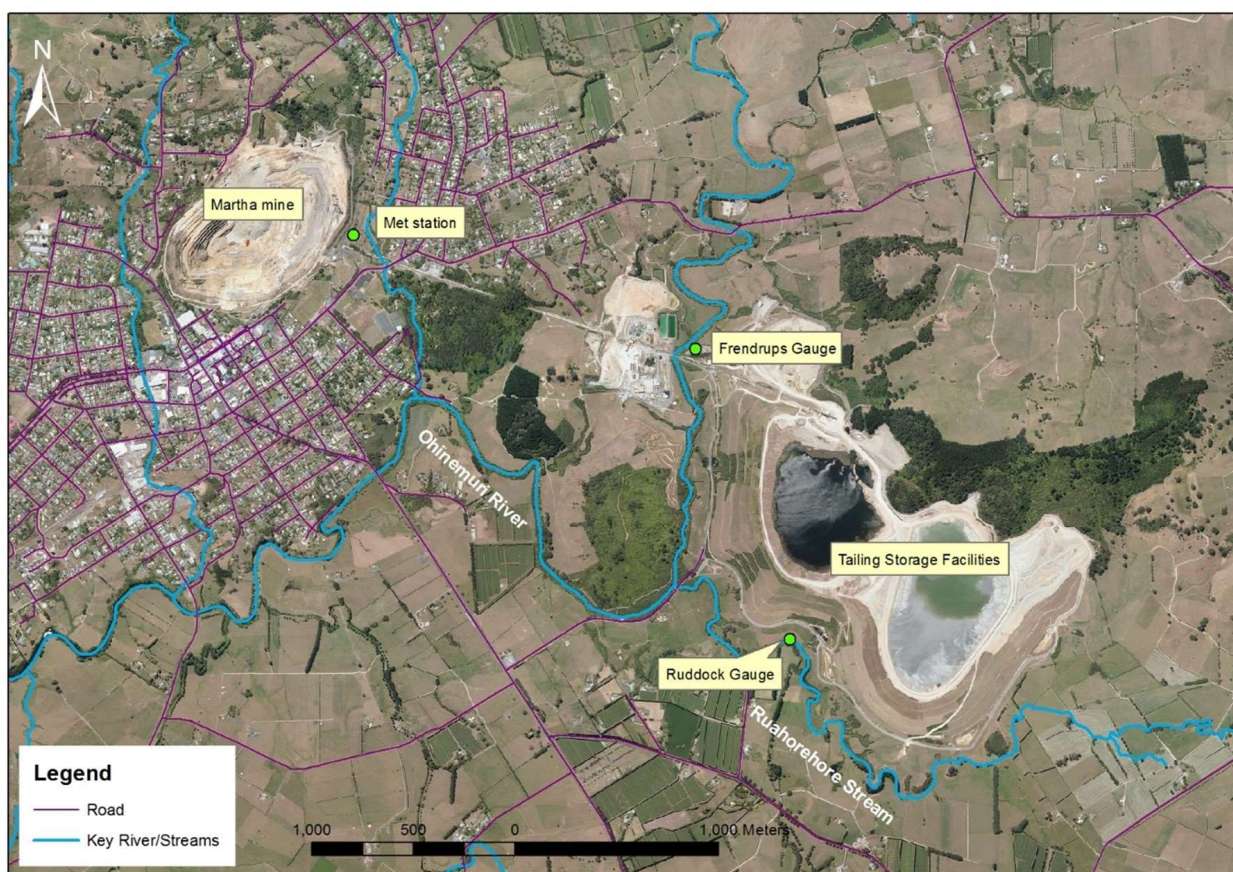 N
Martha mine
Met station
Frendrups Gauge
Ohinemuri River
Tailing Storage Facilities
Ruddock Gauge
Ruahorehore Stream
Legend
Road
Key River/Streams
1,000 500 0 1,000 Meters